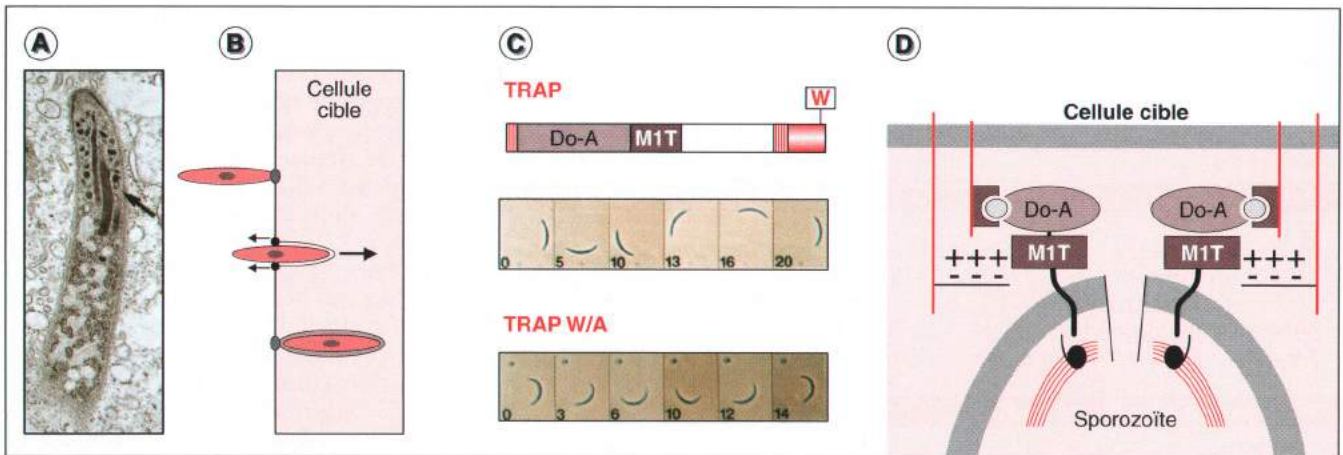 A
B
Cellule
cible
C
TRAP
W
Do-A M1T
0 5 10 13 16 20
TRAP W/A
0 3 6 10 12 14
D
Cellule cible
Do-A Do-A
M1T M1T
+++ +++
--- ---
Sporozoïte